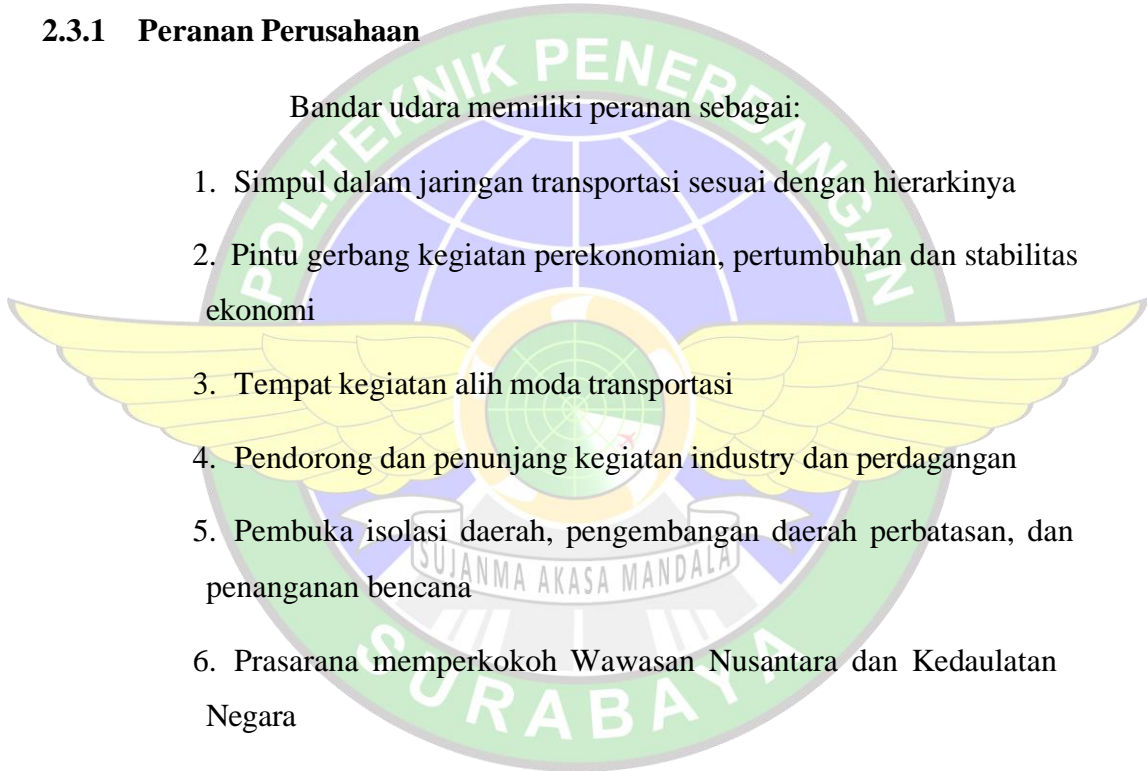 2.3.1 Peranan Perusahaan
Bandar udara memiliki peranan sebagai:
1. Simpul dalam jaringan transportasi sesuai dengan hierarkinya
2. Pintu gerbang kegiatan perekonomian, pertumbuhan dan stabilitas
ekonomi
3. Tempat kegiatan alih moda transportasi
4. Pendorong dan penunjang kegiatan industry dan perdagangan
5. Pembuka isolasi daerah, pengembangan daerah perbatasan, dan
penanganan bencana
6. Prasarana memperkokoh Wawasan Nusantara dan Kedaulatan
Negara
POLITEKNIK PENERBANGAN
SUJANMA AKASA MANDALA
SURABAYA